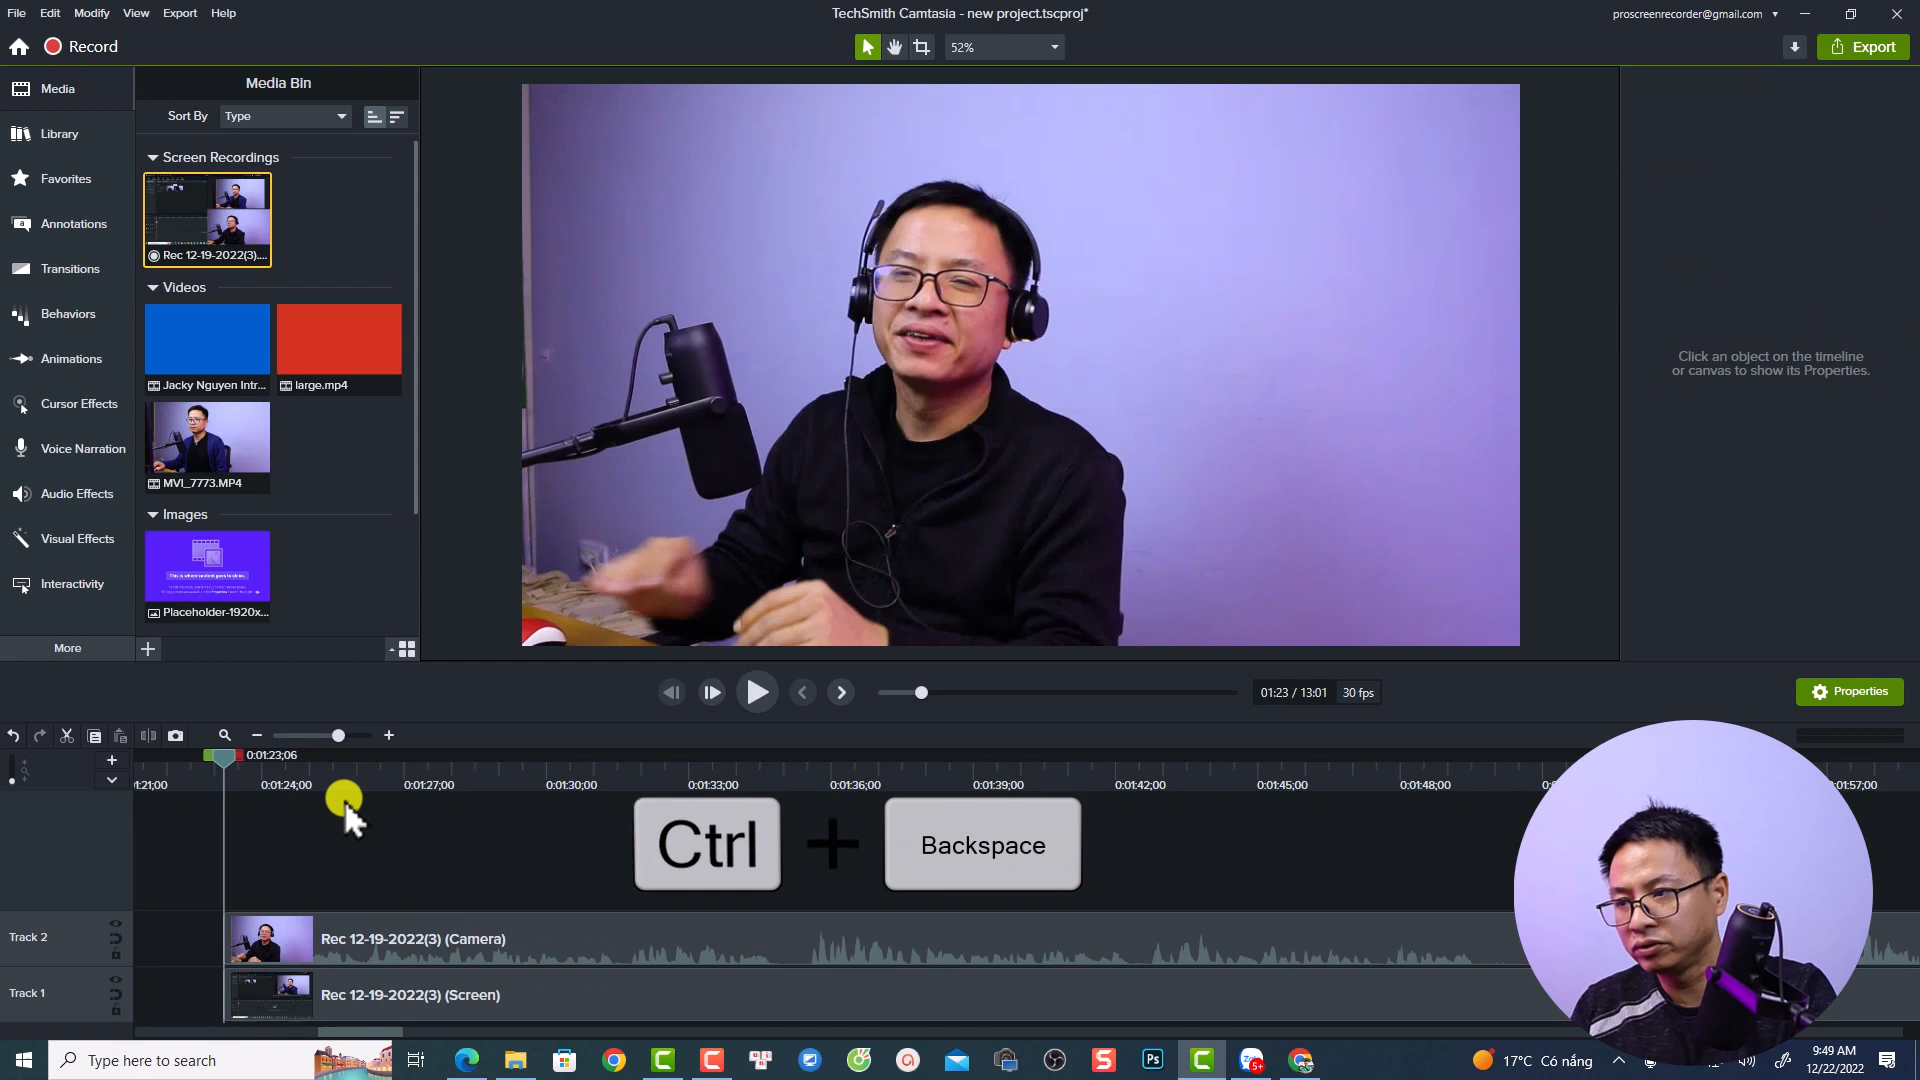 File Edit Modify View Export Help
TechSmith Camtasia - new project.tscproj*
proscreenrecorder@gmail.com
Record
52%
Export
Media
Library
Favorites
Annotations
Transitions
Behaviors
Animations
Cursor Effects
Voice Narration
Audio Effects
Visual Effects
Interactivity
More
Media Bin
Sort By Type
Screen Recordings
Rec 12-19-2022(3)....
Videos
Jacky Nguyen Intr...
large.mp4
MVI_7773.MP4
Images
This is where content goes to shine.
Placeholder-1920x...
Click an object on the timeline
or canvas to show its Properties.
01:23 / 13:01 30 fps
Properties
0:01:23;06
0:01:24;00 0:01:27;00 0:01:30;00 0:01:33;00 0:01:36;00 0:01:39;00 0:01:42;00 0:01:45;00 0:01:48;00
Ctrl + Backspace
Track 2
Rec 12-19-2022(3) (Camera)
Track 1
Rec 12-19-2022(3) (Screen)
Type here to search
17°C Có nắng
9:49 AM
12/22/2022